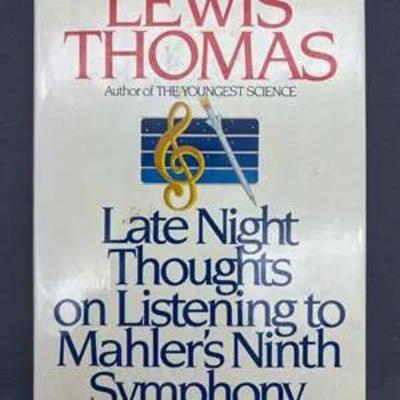 LEWIS
THOMAS
Author of THE YOUNGEST SCIENCE
Late Night
Thoughts
on Listening to
Mahler's Ninth
Symphony